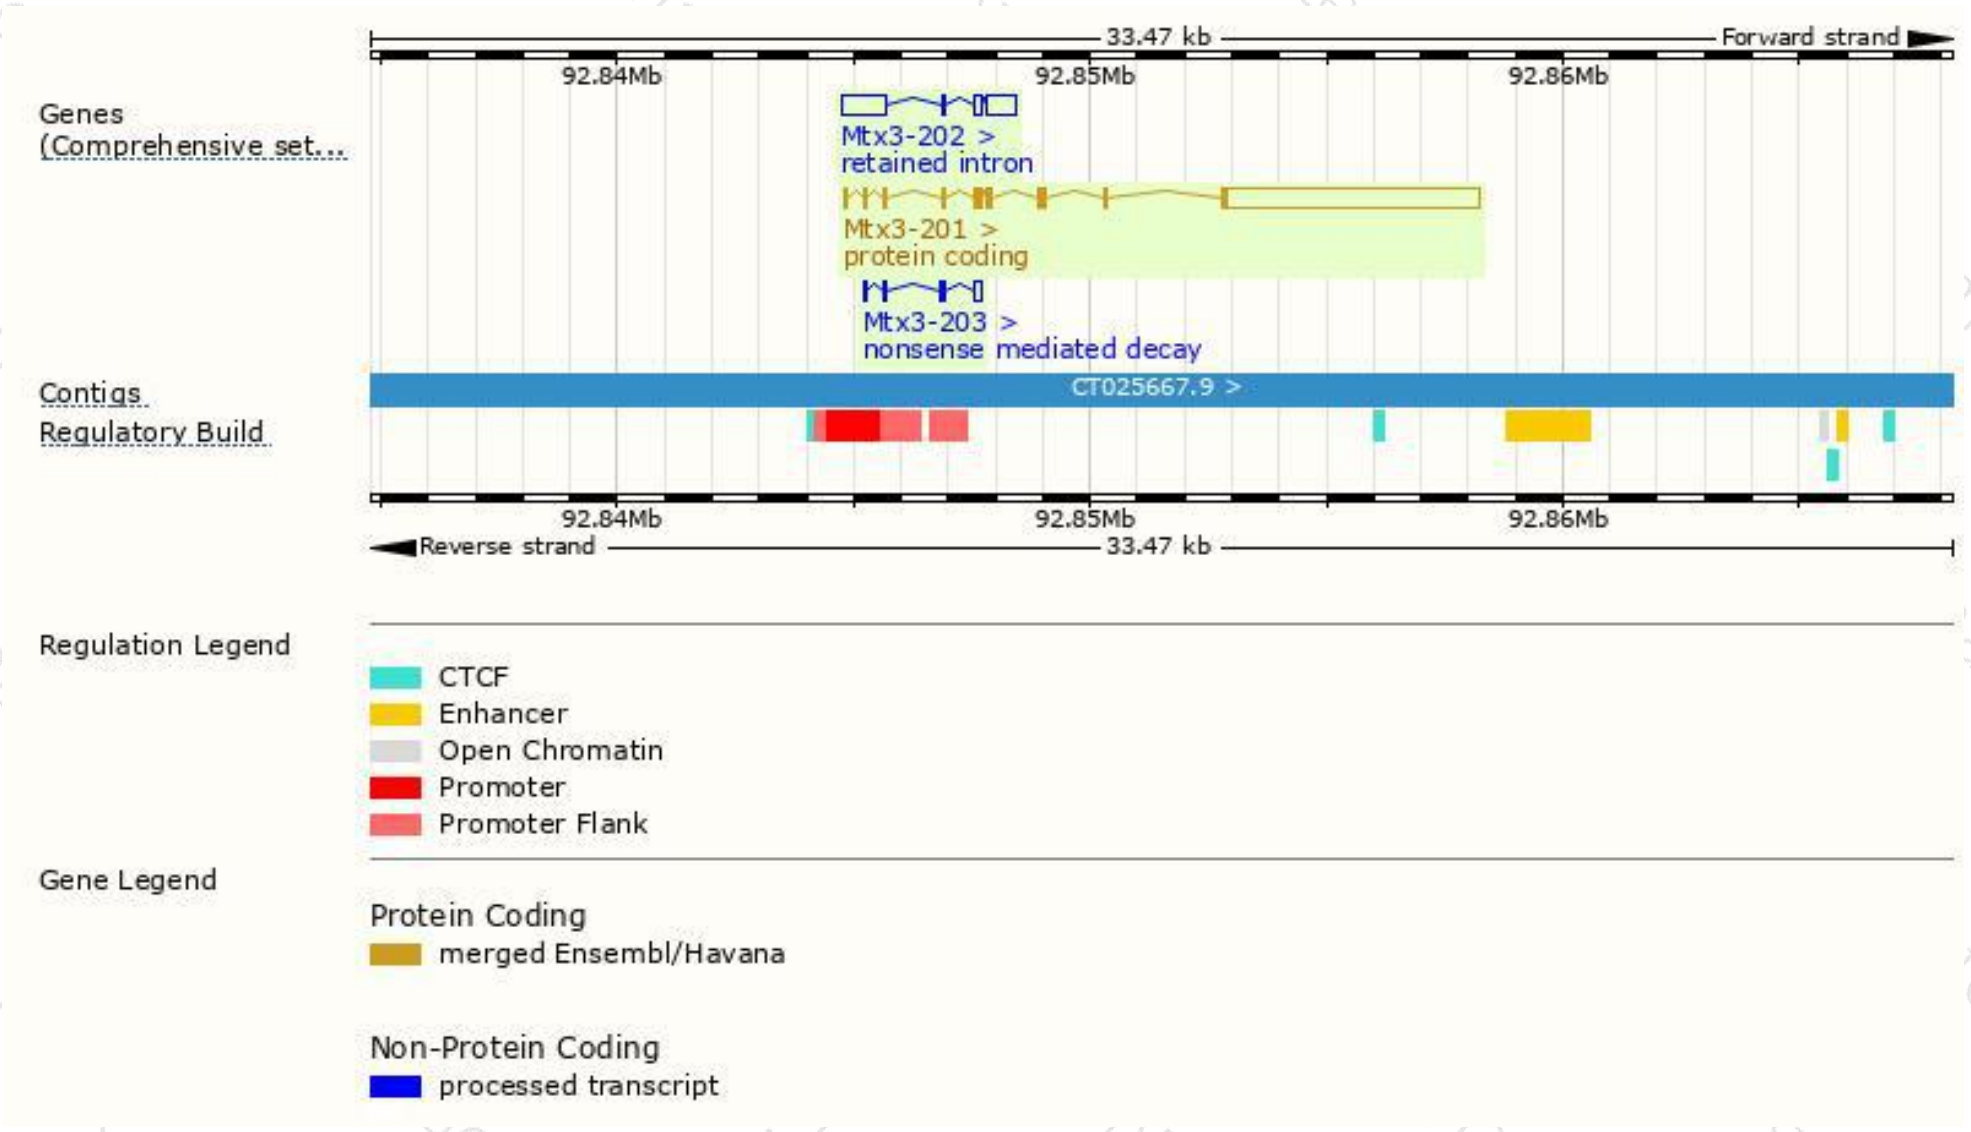 33.47 kb Forward strand
92.84Mb 92.85Mb 92.86Mb
Genes
(Comprehensive set...
Mtx3-202 >
retained intron
Mtx3-201 >
protein coding
Mtx3-203 >
nonsense mediated decay
Contigs CT025667.9 >
Regulatory Build
92.84Mb 92.85Mb 92.86Mb
Reverse strand 33.47 kb
Regulation Legend
CTCF
Enhancer
Open Chromatin
Promoter
Promoter Flank
Gene Legend
Protein Coding
merged Ensembl/Havana
Non-Protein Coding
processed transcript